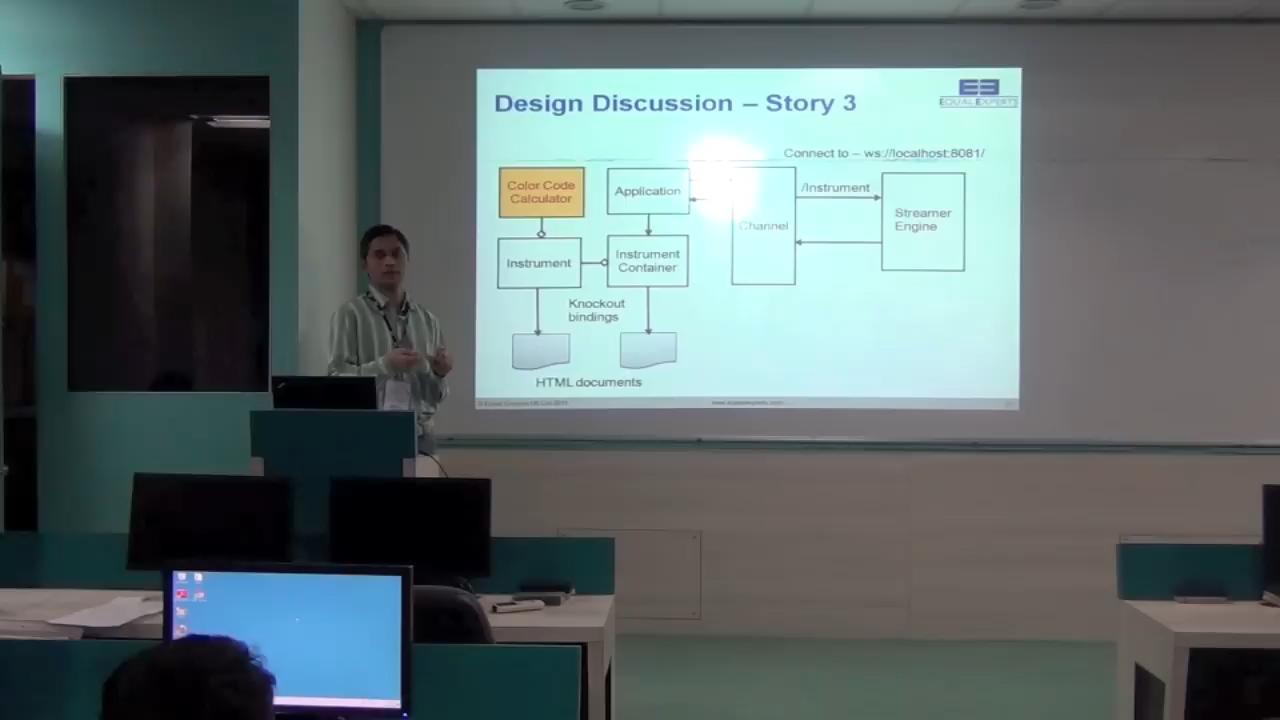 Design Discussion – Story 3
EQUAL EXPERTS
Connect to – ws://localhost:8081/
Color Code
Calculator
Application
/Instrument
Channel
Streamer
Engine
Instrument
Instrument
Container
Knockout
bindings
HTML documents